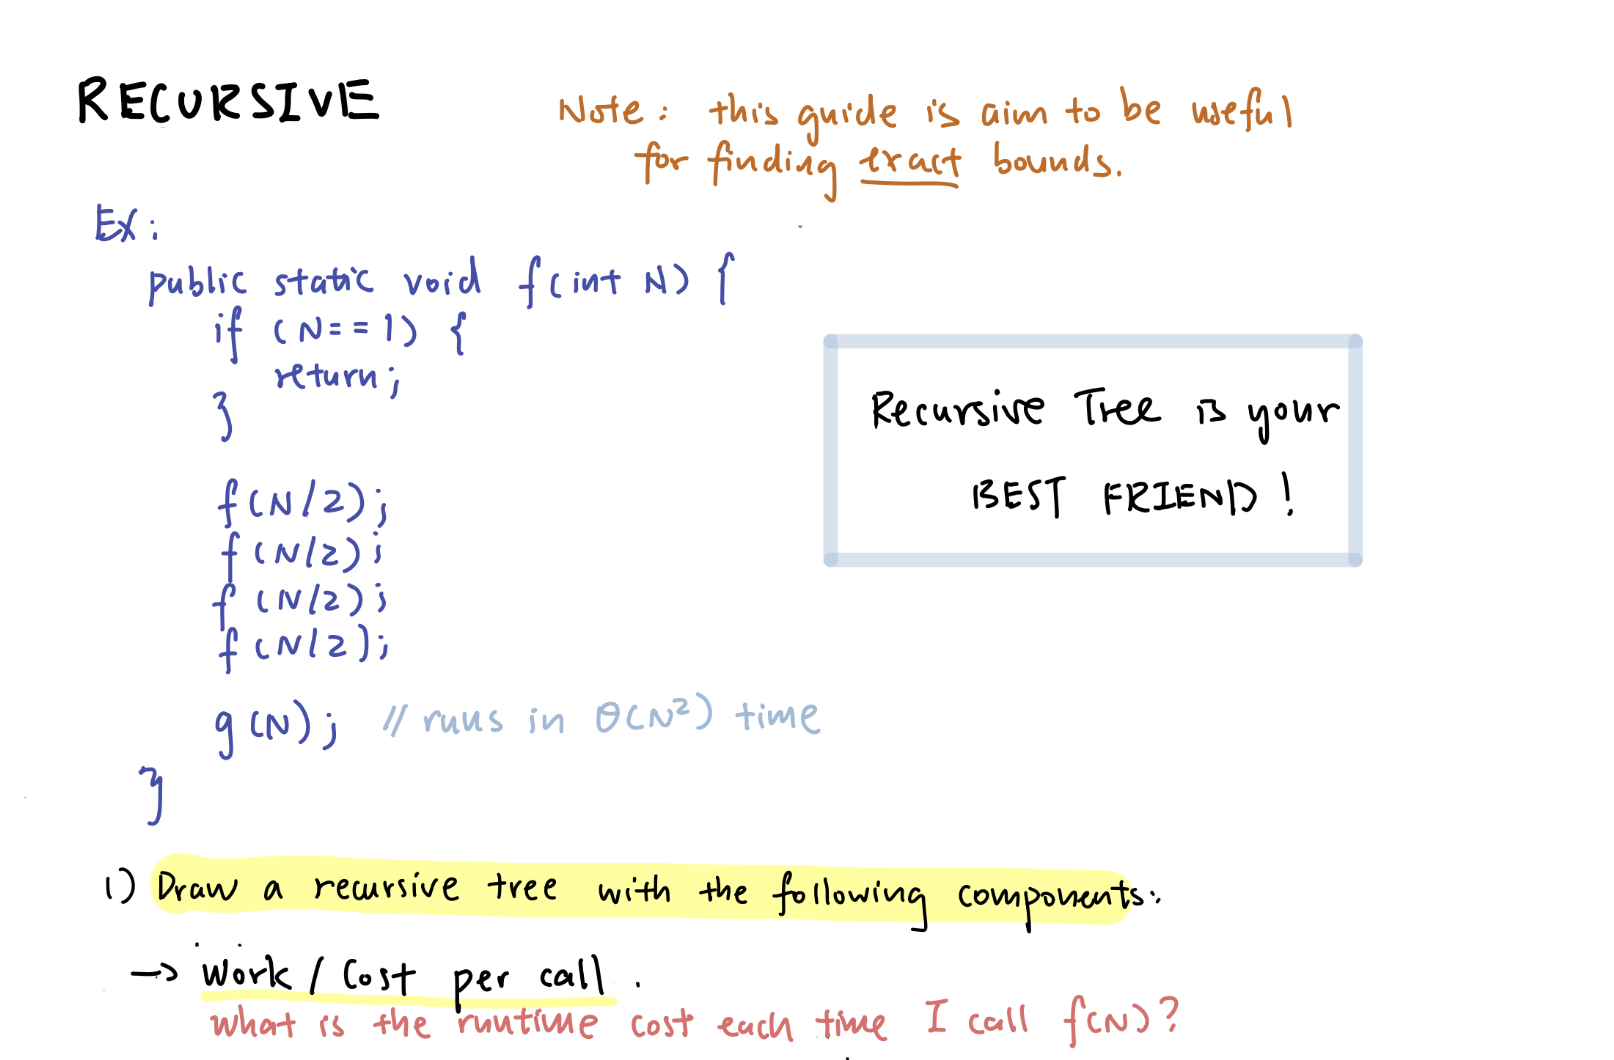 RECURSIVE
Note: this guide is aim to be useful
for finding exact bounds.
Ex:
public static void f(int N) {
if (N==1) {
return;
}
f(N/2);
f(N/2);
f(N/2);
f(N/2);
g(N); // runs in Θ(N²) time
}
Recursive Tree is your
BEST FRIEND!
1) Draw a recursive tree with the following components:
→ Work / Cost per call.
what is the runtime cost each time I call f(N)?